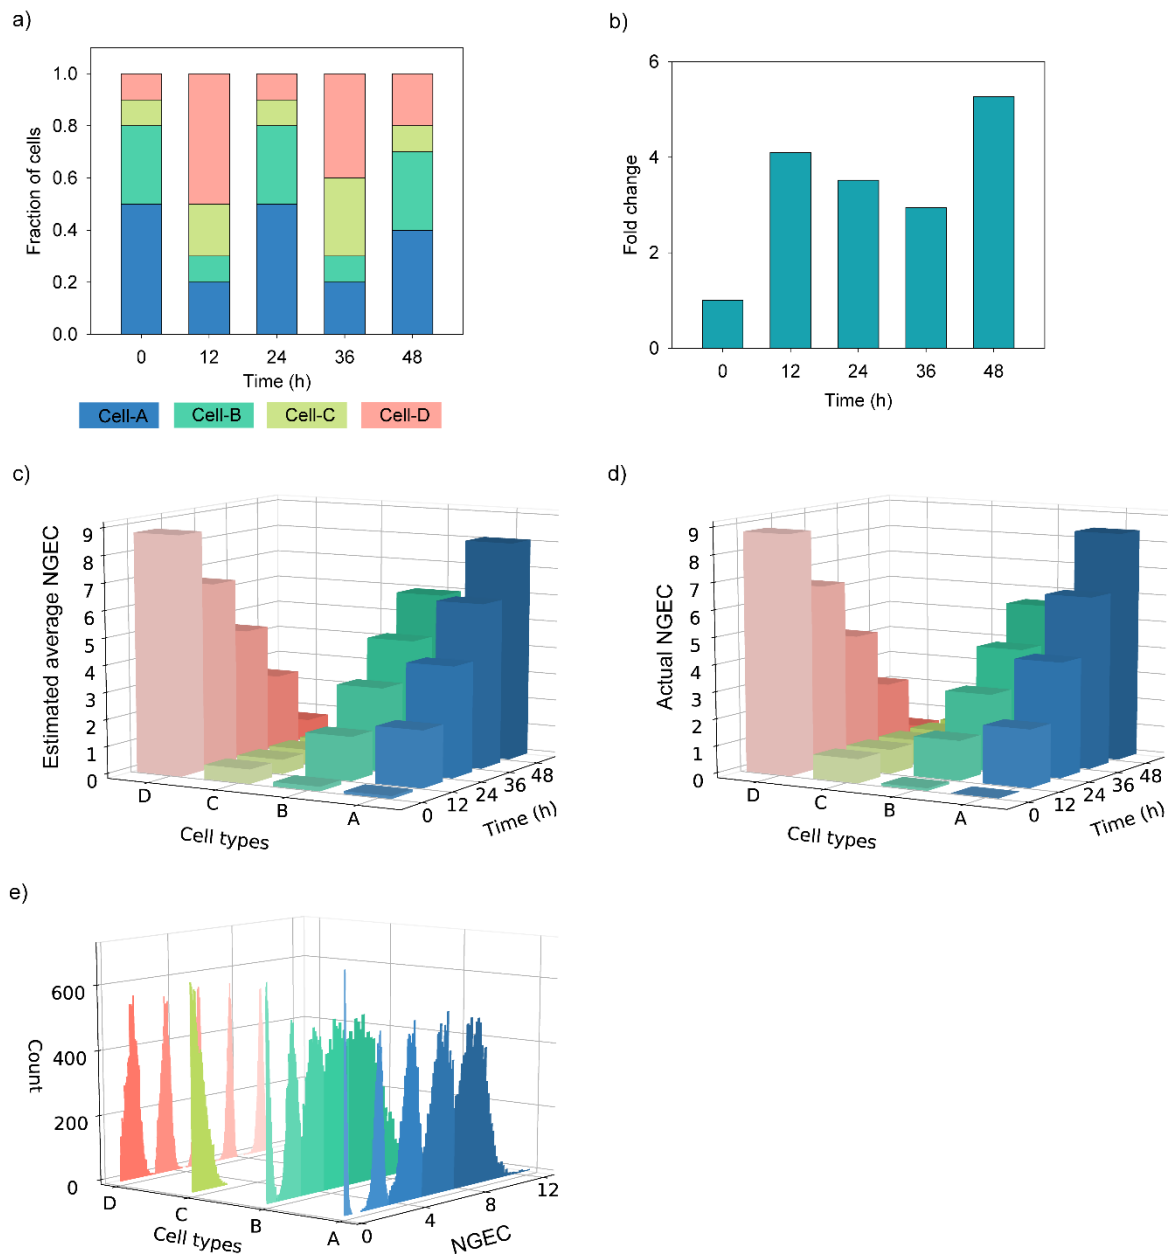 a)
Fraction of cells
1.0
0.8
0.6
0.4
0.2
0.0
0 12 24 36 48
Time (h)
Cell-A Cell-B Cell-C Cell-D
b)
Fold change
6
4
2
0
0 12 24 36 48
Time (h)
c)
Estimated average NGEC
9
8
7
6
5
4
3
2
1
0
D C B A
Cell types
0 12 24 36 48
Time (h)
d)
Actual NGEC
9
8
7
6
5
4
3
2
1
0
D C B A
Cell types
0 12 24 36 48
Time (h)
e)
Count
600
400
200
0
D C B A
Cell types
0 4 8 12
NGEC